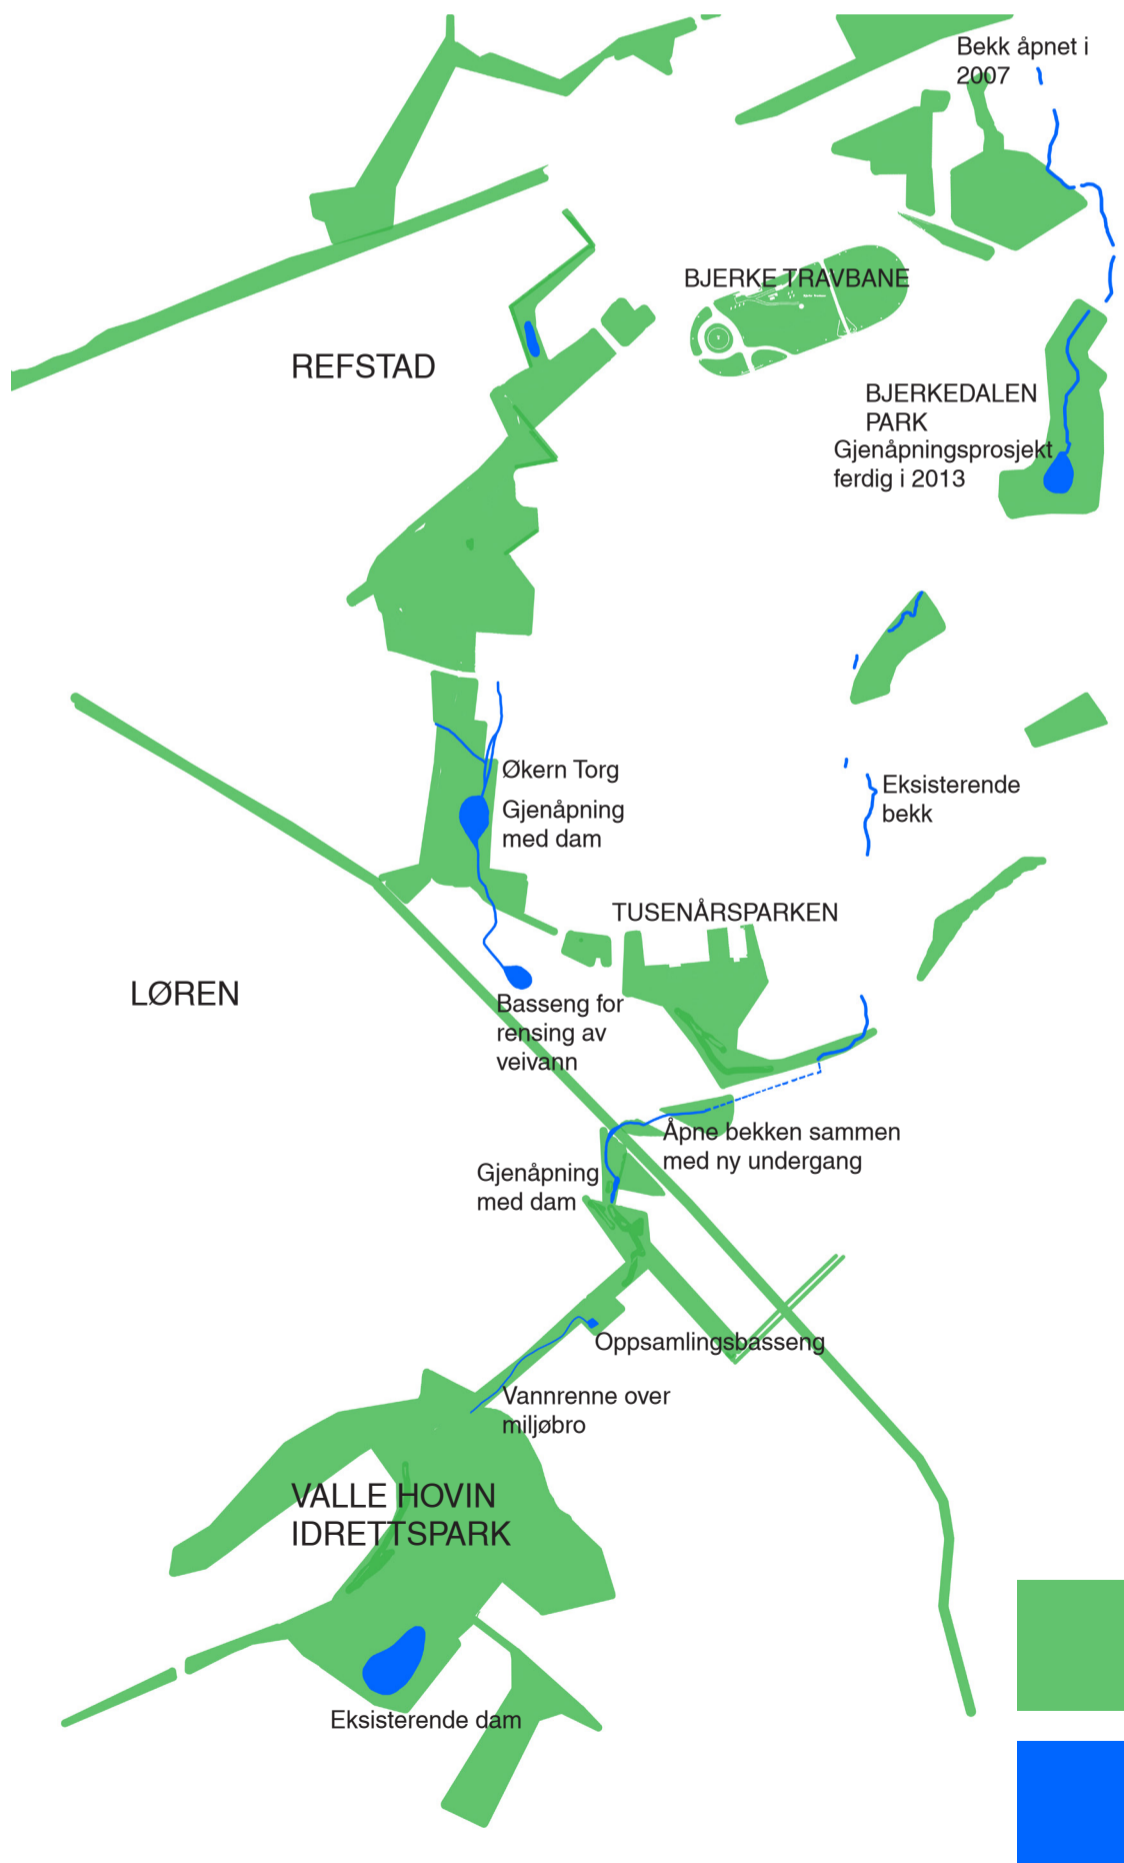 Bekk åpnet i
2007
BJERKE TRAVBANE
REFSTAD
BJERKEDALEN
PARK
Gjenåpningsprosjekt
ferdig i 2013
Økern Torg
Gjenåpning
med dam
Eksisterende
bekk
TUSENÅRSPARKEN
LØREN
Basseng for
rensing av
veivann
Åpne bekken sammen
med ny undergang
Gjenåpning
med dam
Oppsamlingsbasseng
Vannrenne over
miljøbro
VALLE HOVIN
IDRETTSPARK
Eksisterende dam